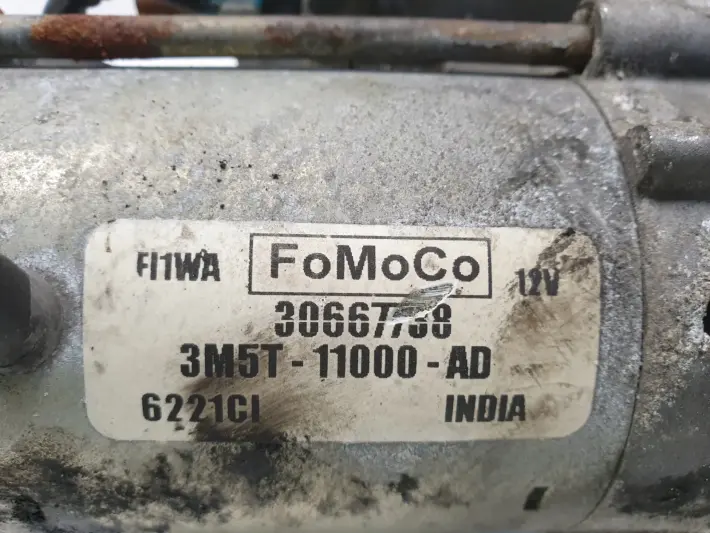 FI1WA FoMoCo 12V
3M5T - 11000 - AD
6221CI INDIA